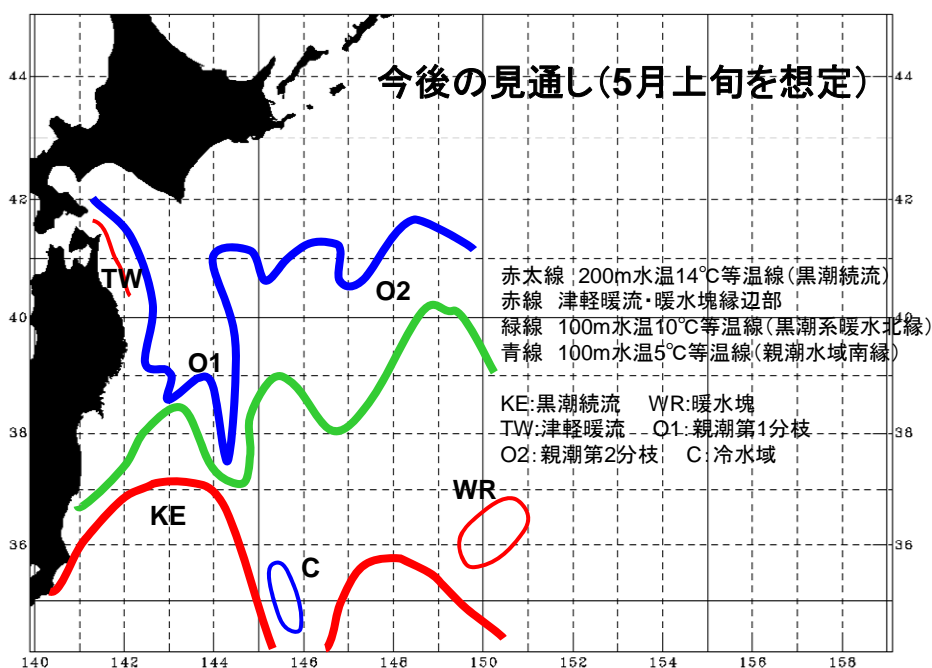 今後の見通し(5月上旬を想定)
44
42
42
TW
O2
赤太線 200m水温14℃等温線(黒潮続流)
赤線 津軽暖流・暖水塊縁辺部
40
緑線 100m水温10℃等温線(黒潮系暖水北縁)
青線 100m水温5℃等温線(親潮水域南縁)
O1
KE:黒潮続流 WR:暖水塊
TW:津軽暖流 O1:親潮第1分枝
38
38
O2:親潮第2分枝 C:冷水域
WR
KE
36
36
C
140 142 144 146 148 150 152 154 156 158